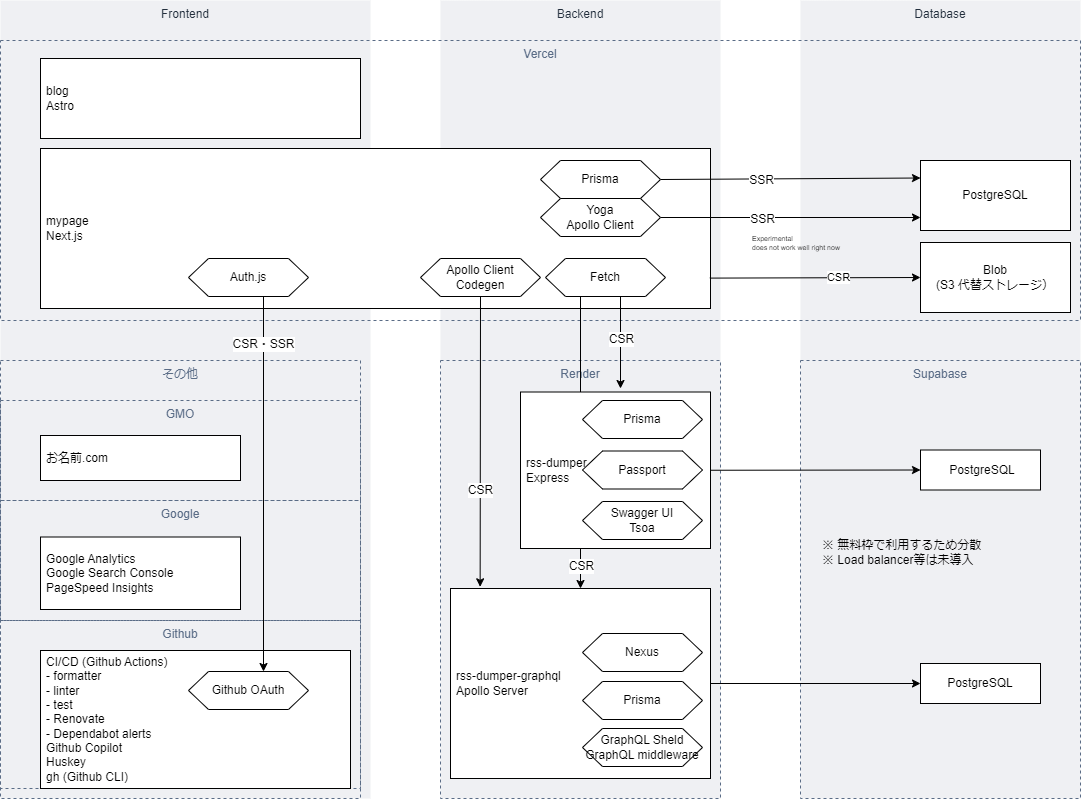 Frontend
Backend
Database
Vercel
blog
Astro
mypage
Next.js
Prisma
Yoga
Apollo Client
Auth.js
Apollo Client
Codegen
Fetch
SSR
SSR
Experimental
does not work well right now
CSR
PostgreSQL
Blob
(S3 代替ストレージ）
CSR・SSR
CSR
その他
GMO
お名前.com
Google
Google Analytics
Google Search Console
PageSpeed Insights
Github
CI/CD (Github Actions)
- formatter
- linter
- test
- Renovate
- Dependabot alerts
Github Copilot
Huskey
gh (Github CLI)
Github OAuth
Render
Prisma
rss-dumper
Express
Passport
Swagger UI
Tsoa
CSR
CSR
rss-dumper-graphql
Apollo Server
Nexus
Prisma
GraphQL Sheld
GraphQL middleware
Supabase
PostgreSQL
※ 無料枠で利用するため分散
※ Load balancer等は未導入
PostgreSQL